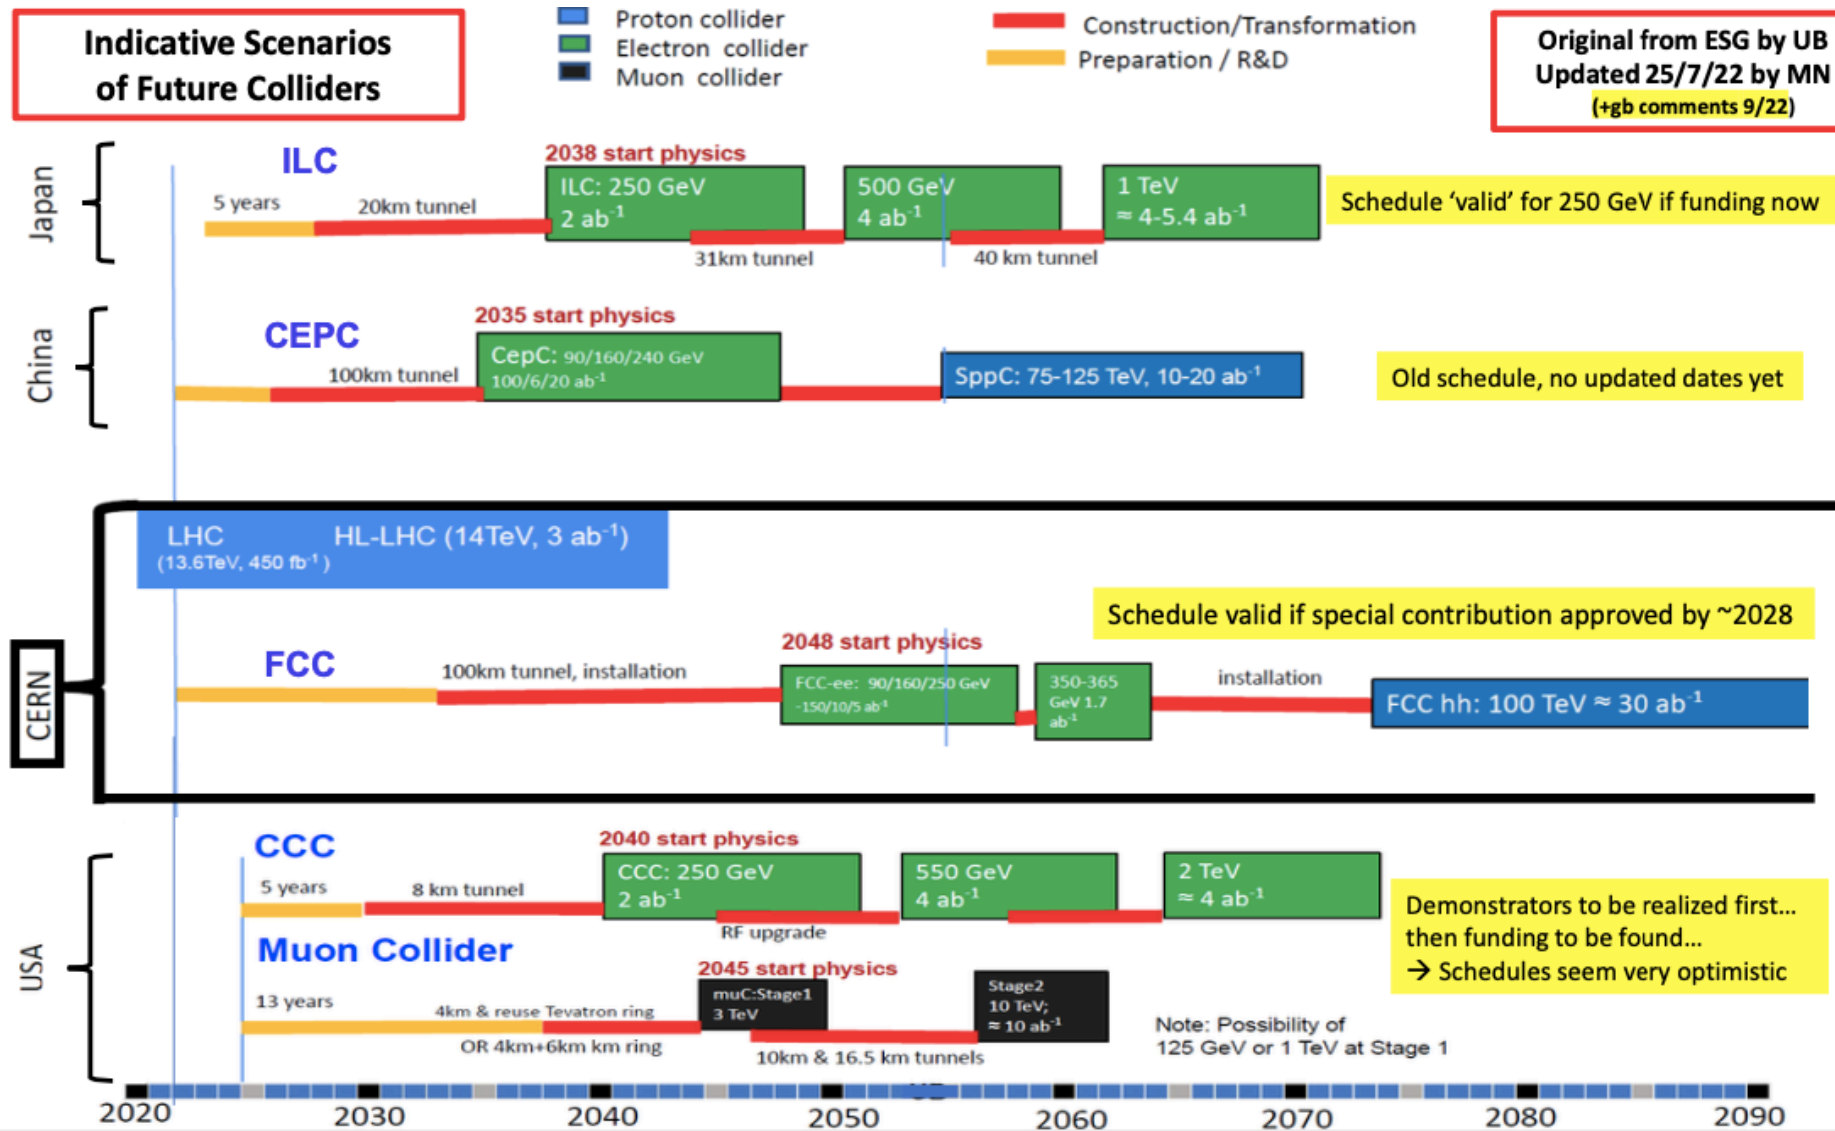 Indicative Scenarios
of Future Colliders
Proton collider
Electron collider
Muon collider
Construction/Transformation
Preparation / R&D
Original from ESG by UB
Updated 25/7/22 by MN
(+gb comments 9/22)
Japan
ILC
5 years
20km tunnel
2038 start physics
ILC: 250 GeV
2 ab⁻¹
31km tunnel
500 GeV
4 ab⁻¹
40 km tunnel
1 TeV
≈ 4-5.4 ab⁻¹
Schedule ‘valid’ for 250 GeV if funding now
China
CEPC
100km tunnel
2035 start physics
CepC: 90/160/240 GeV
100/6/20 ab⁻¹
SppC: 75-125 TeV, 10-20 ab⁻¹
Old schedule, no updated dates yet
CERN
LHC HL-LHC (14TeV, 3 ab⁻¹)
(13.6TeV, 450 fb⁻¹ )
Schedule valid if special contribution approved by ~2028
FCC
100km tunnel, installation
2048 start physics
FCC-ee: 90/160/250 GeV
-150/10/5 ab⁻¹
350-365
GeV 1.7
ab⁻¹
installation
FCC hh: 100 TeV ≈ 30 ab⁻¹
USA
CCC
5 years
8 km tunnel
2040 start physics
CCC: 250 GeV
2 ab⁻¹
RF upgrade
550 GeV
4 ab⁻¹
2 TeV
≈ 4 ab⁻¹
Demonstrators to be realized first...
then funding to be found...
→ Schedules seem very optimistic
Muon Collider
13 years
4km & reuse Tevatron ring
OR 4km+6km km ring
2045 start physics
muC:Stage1
3 TeV
10km & 16.5 km tunnels
Stage2
10 TeV;
≈ 10 ab⁻¹
Note: Possibility of
125 GeV or 1 TeV at Stage 1
2020 2030 2040 2050 2060 2070 2080 2090